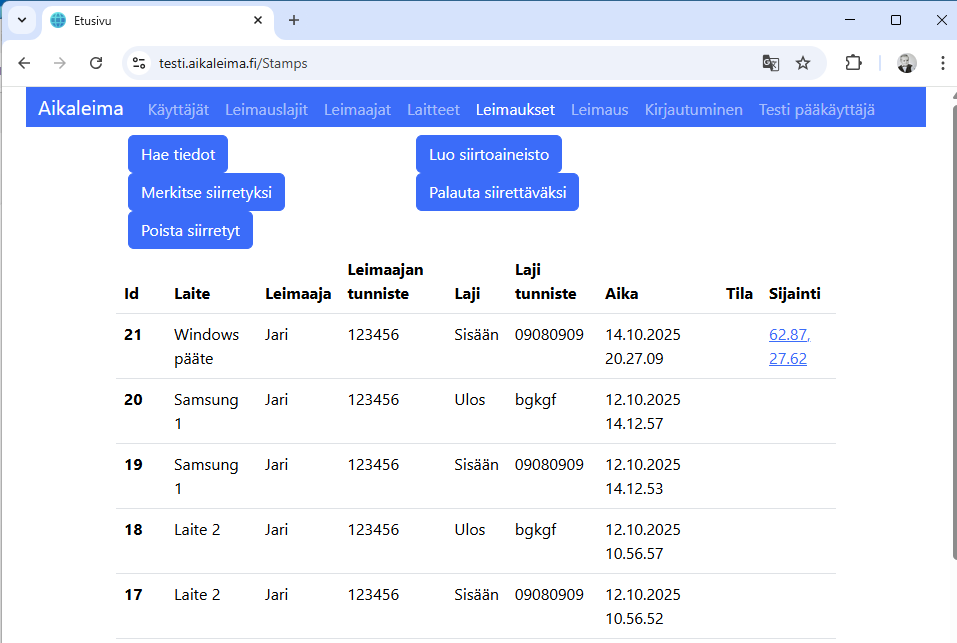 Etusivu
testi.aikaleima.fi/Stamps
Aikaleima Käyttäjät Leimauslajit Leimaajat Laitteet Leimaukset Leimaus Kirjautuminen Testi pääkäyttäjä
Hae tiedot Luo siirtoaineisto
Merkitse siirretyksi Palauta siirettäväksi
Poista siirretyt
Leimaajan Laji
Id Laite Leimaaja tunniste Laji tunniste Aika Tila Sijainti
21 Windows Jari 123456 Sisään 09080909 14.10.2025 62.87,
pääte 20.27.09 27.62
20 Samsung Jari 123456 Ulos bgkgf 12.10.2025
1 14.12.57
19 Samsung Jari 123456 Sisään 09080909 12.10.2025
1 14.12.53
18 Laite 2 Jari 123456 Ulos bgkgf 12.10.2025
10.56.57
17 Laite 2 Jari 123456 Sisään 09080909 12.10.2025
10.56.52